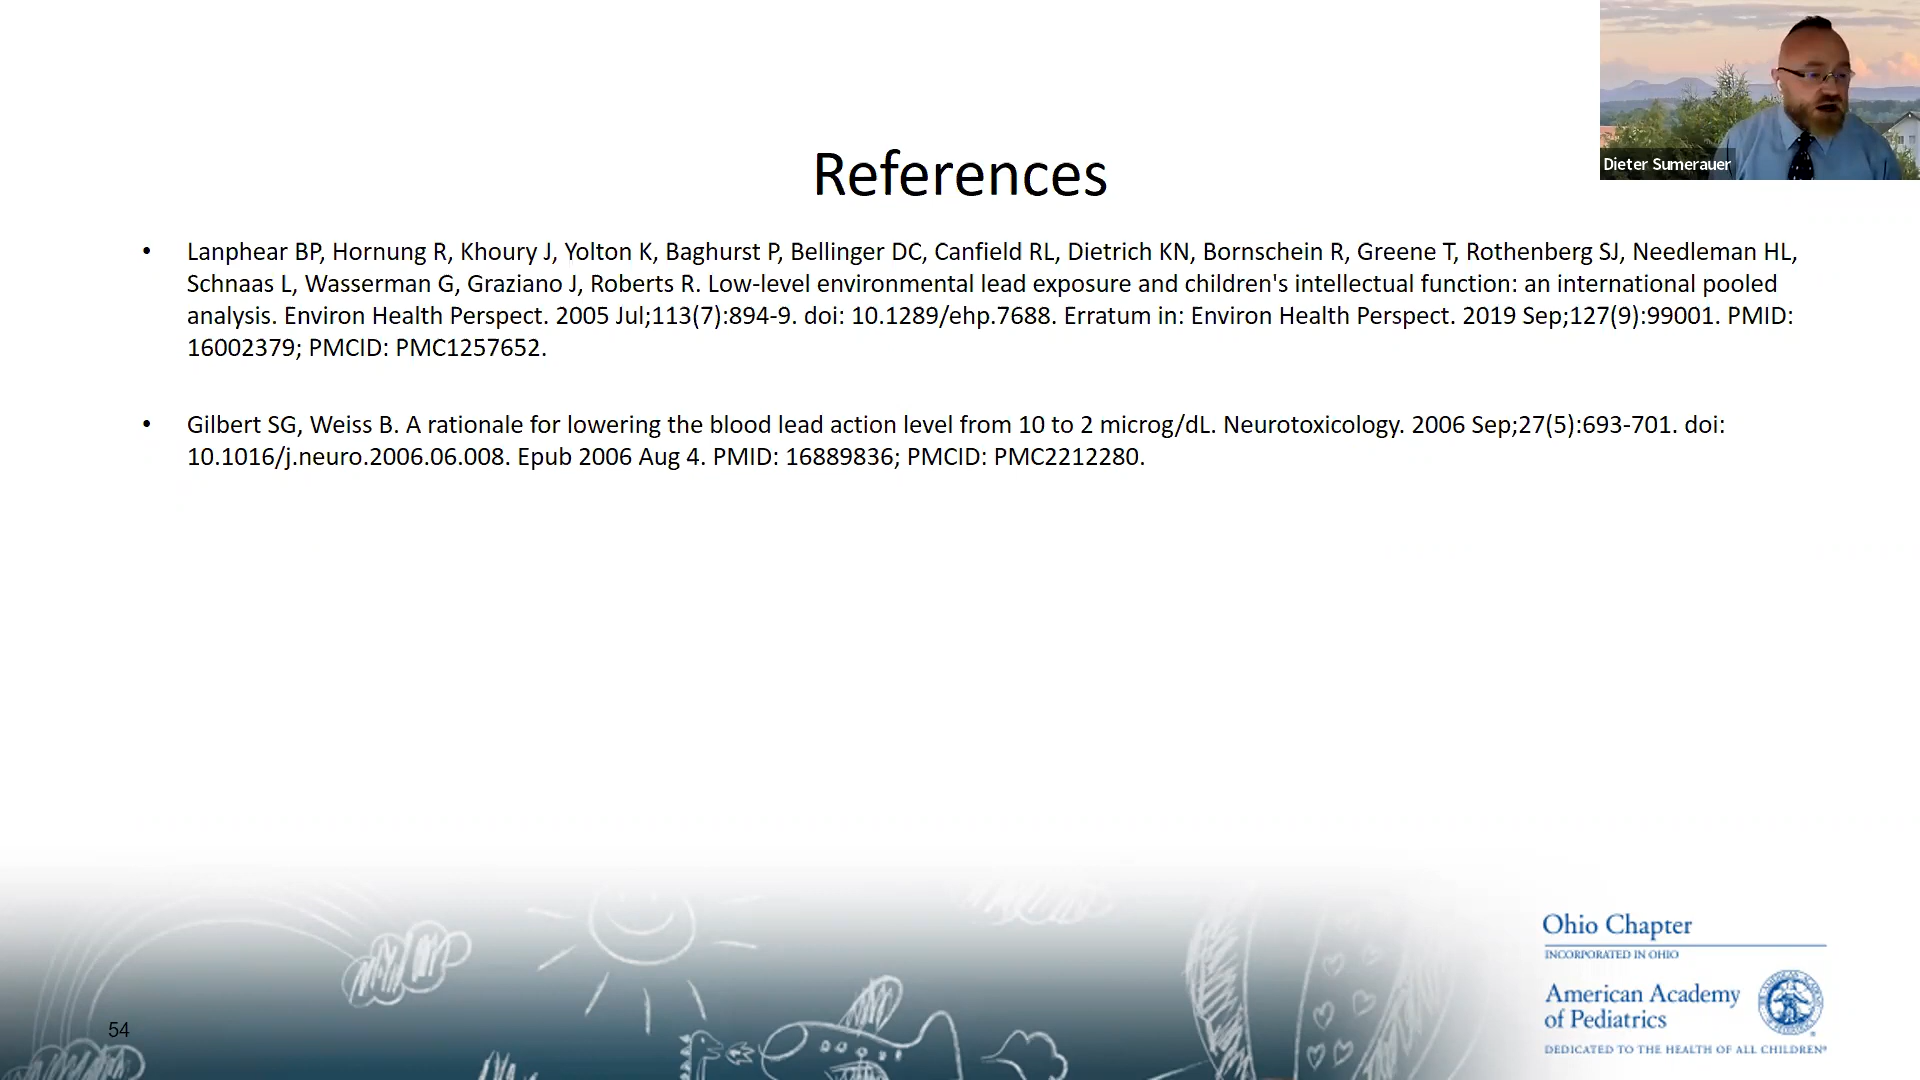 Dieter Sumerauer
References
• Lanphear BP, Hornung R, Khoury J, Yolton K, Baghurst P, Bellinger DC, Canfield RL, Dietrich KN, Bornschein R, Greene T, Rothenberg SJ, Needleman HL,
Schnaas L, Wasserman G, Graziano J, Roberts R. Low-level environmental lead exposure and children's intellectual function: an international pooled
analysis. Environ Health Perspect. 2005 Jul;113(7):894-9. doi: 10.1289/ehp.7688. Erratum in: Environ Health Perspect. 2019 Sep;127(9):99001. PMID:
16002379; PMCID: PMC1257652.
• Gilbert SG, Weiss B. A rationale for lowering the blood lead action level from 10 to 2 microg/dL. Neurotoxicology. 2006 Sep;27(5):693-701. doi:
10.1016/j.neuro.2006.06.008. Epub 2006 Aug 4. PMID: 16889836; PMCID: PMC2212280.
54
Ohio Chapter
INCORPORATED IN OHIO
American Academy
of Pediatrics
DEDICATED TO THE HEALTH OF ALL CHILDREN®